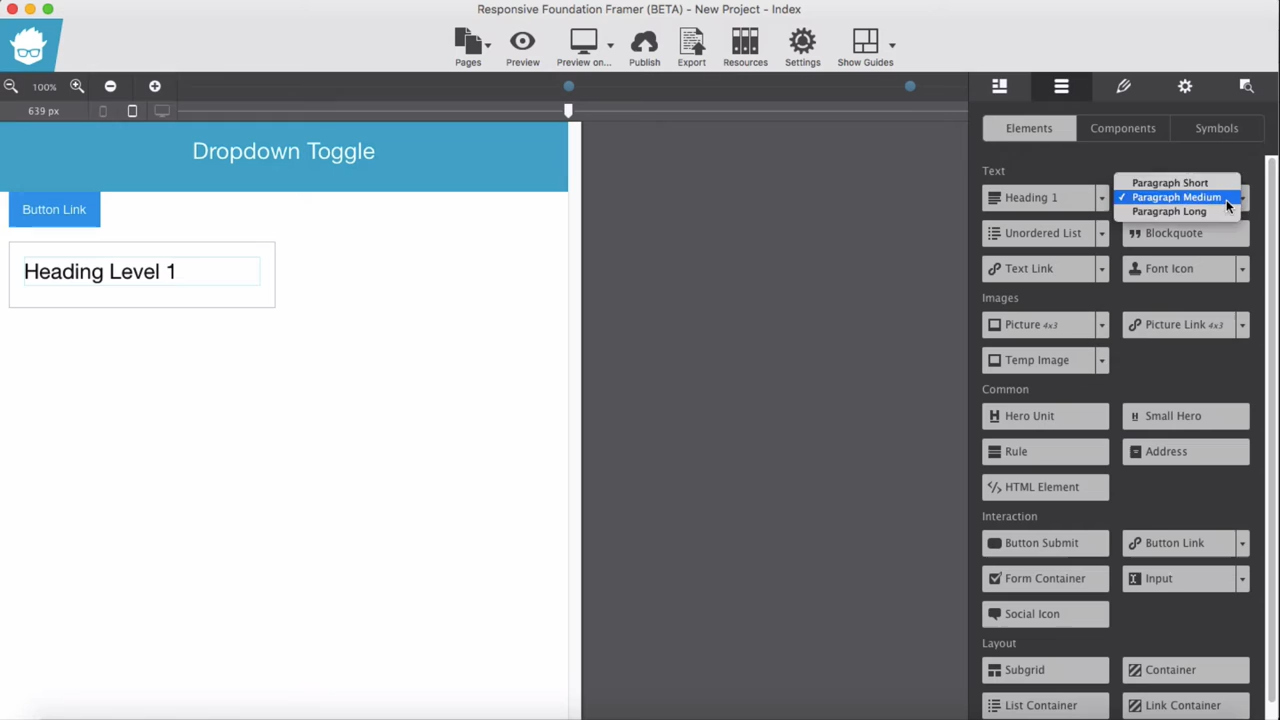 Responsive Foundation Framer (BETA) - New Project - Index
Pages
Preview
Preview on...
Publish
Export
Resources
Settings
Show Guides
100%
639 px
Elements
Components
Symbols
Dropdown Toggle
Button Link
Heading Level 1
Text
Heading 1
Paragraph Short
✓ Paragraph Medium
Paragraph Long
Unordered List
Blockquote
Text Link
Font Icon
Images
Picture 4x3
Picture Link 4x3
Temp Image
Common
Hero Unit
Small Hero
Rule
Address
HTML Element
Interaction
Button Submit
Button Link
Form Container
Input
Social Icon
Layout
Subgrid
Container
List Container
Link Container